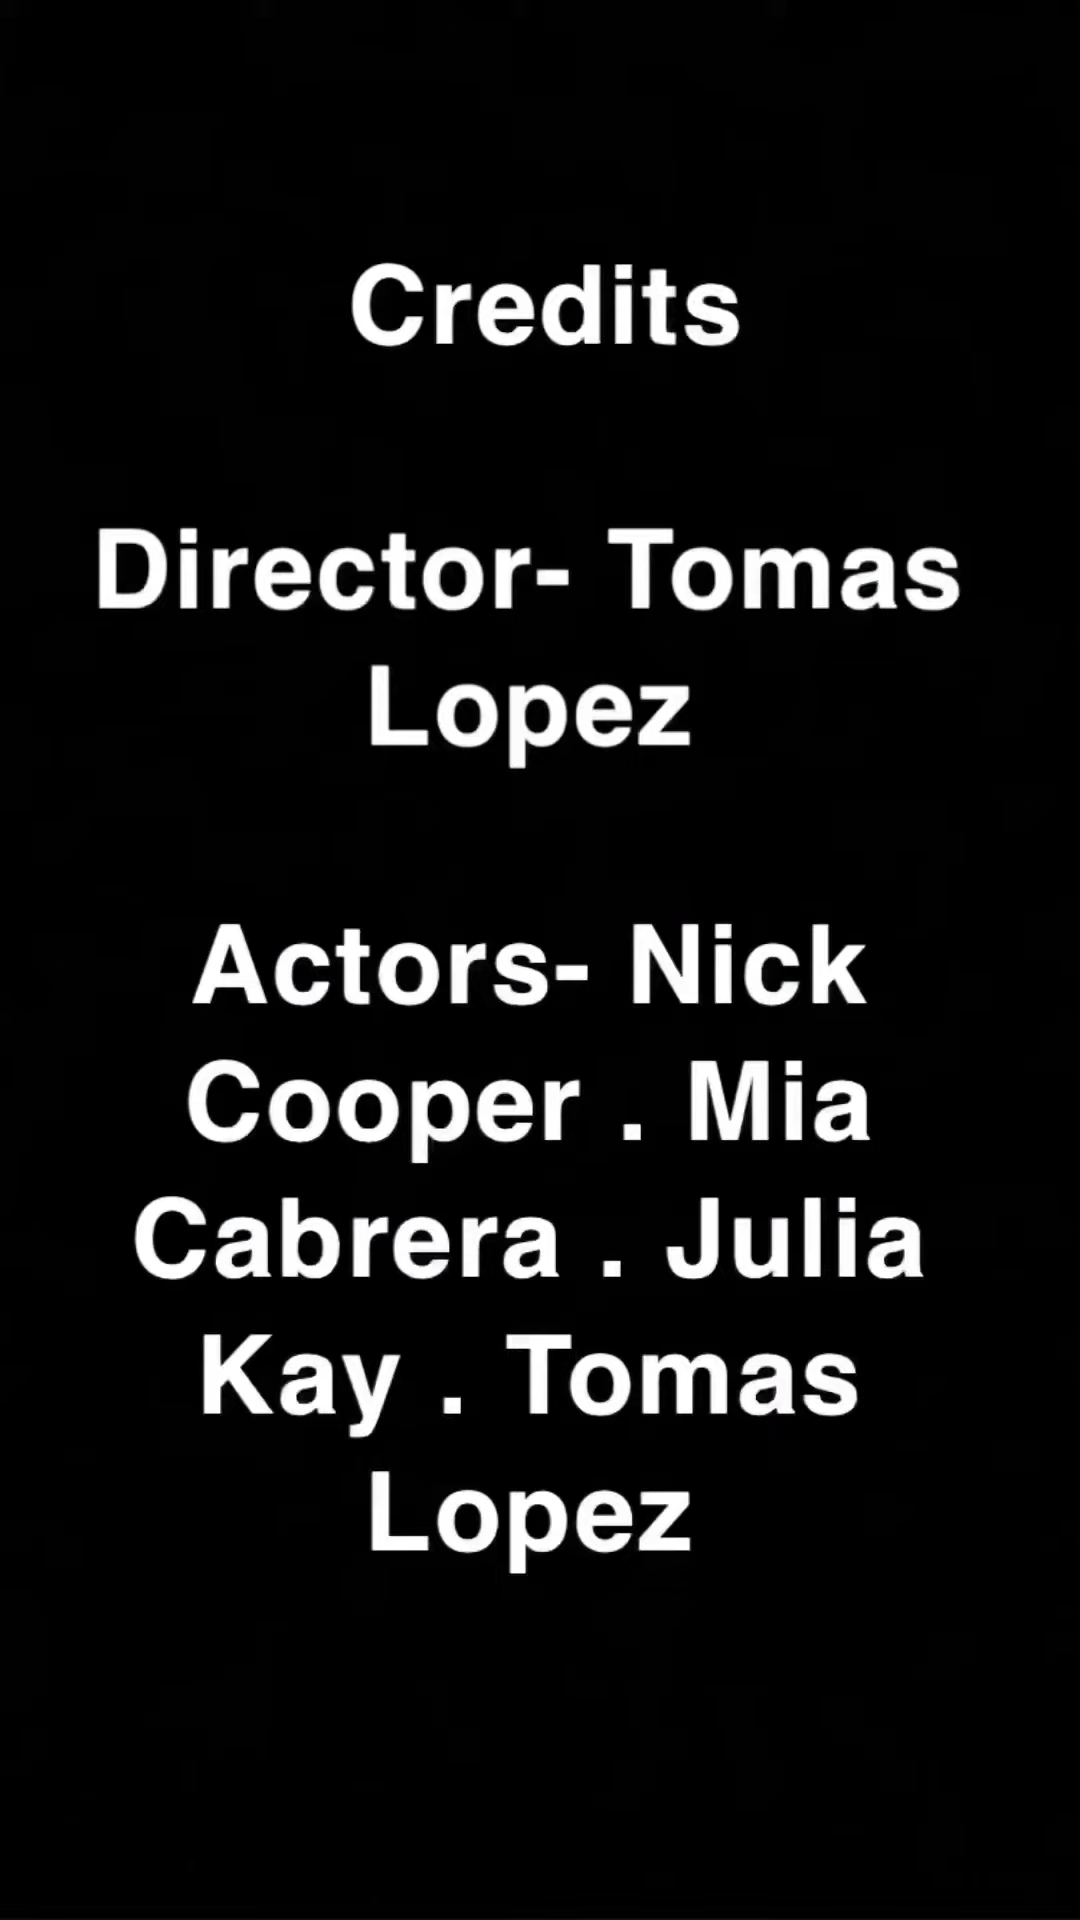 Credits
Director- Tomas
Lopez
Actors- Nick
Cooper . Mia
Cabrera . Julia
Kay . Tomas
Lopez